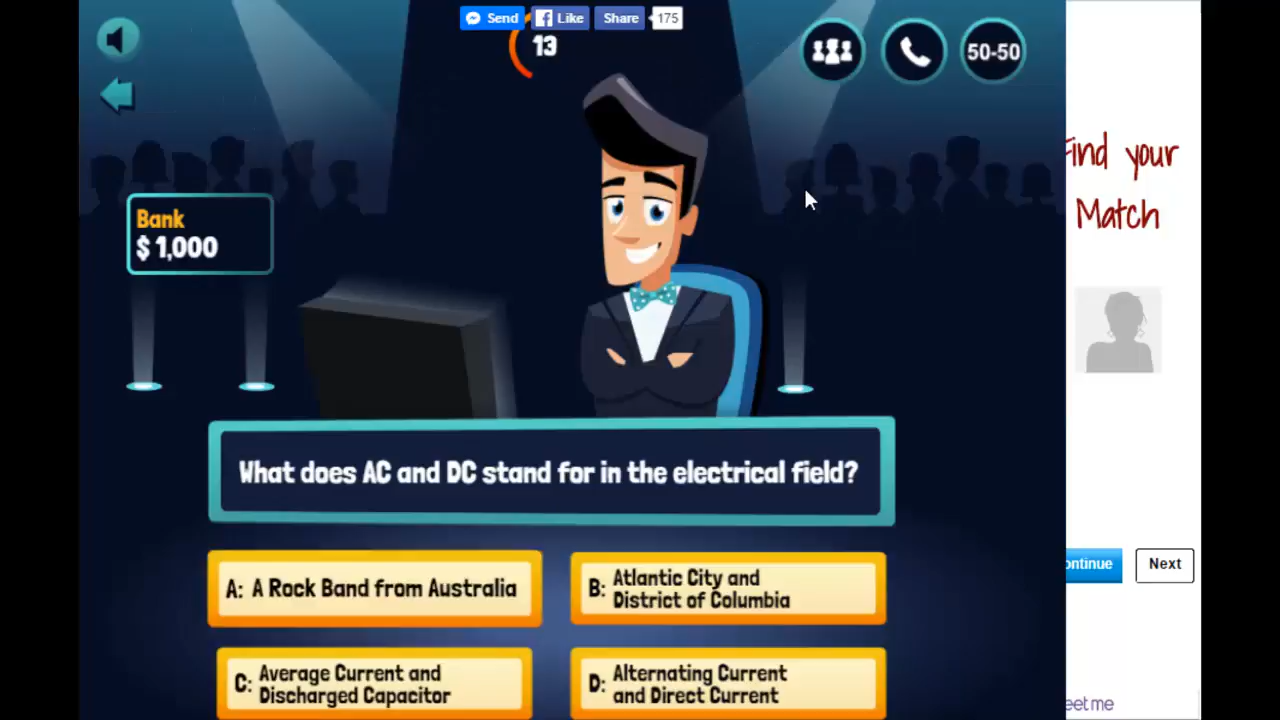 Send
Like
Share
175
13
50-50
Bank
$ 1,000
ind your
Match
What does AC and DC stand for in the electrical field?
A: A Rock Band from Australia
B: Atlantic City and
District of Columbia
C: Average Current and
Discharged Capacitor
D: Alternating Current
and Direct Current
ontinue
Next
eet me